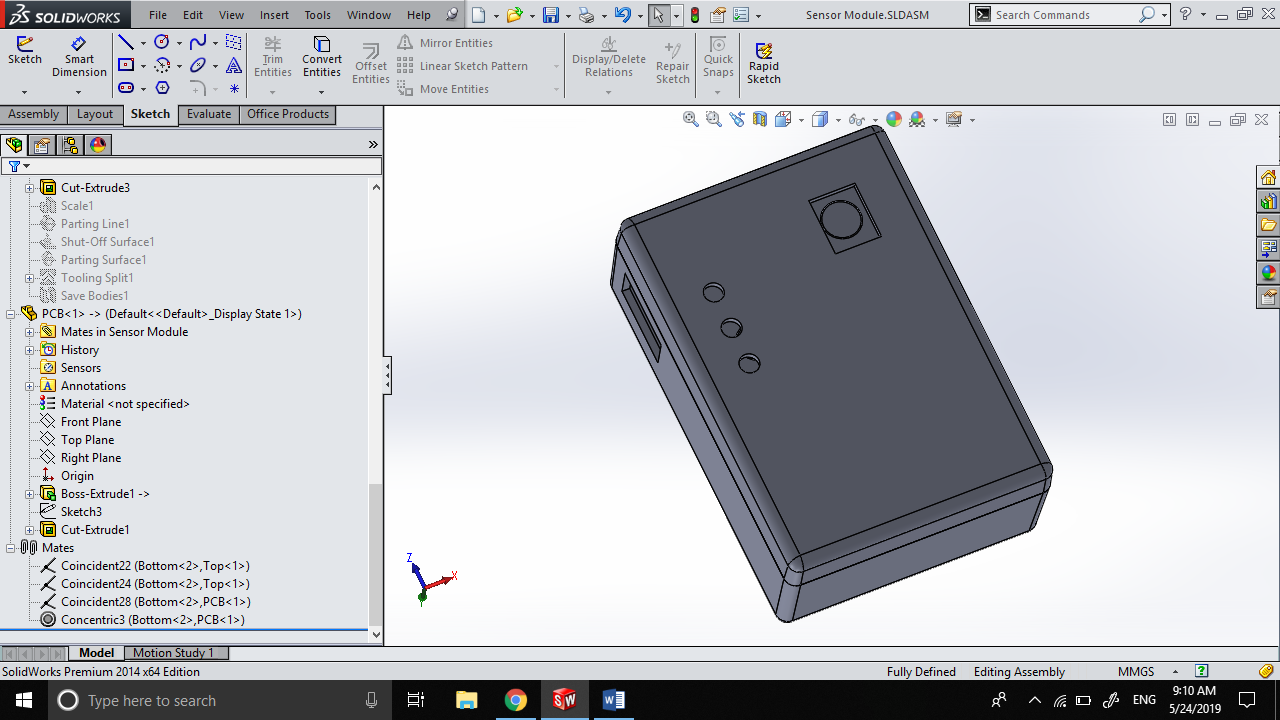 SOLIDWORKS File Edit View Insert Tools Window Help Sensor Module.SLDASM Search Commands ?
Sketch Smart Dimension Trim Entities Convert Entities Offset Entities Mirror Entities Linear Sketch Pattern Move Entities Display/Delete Relations Repair Sketch Quick Snaps Rapid Sketch
Assembly Layout Sketch Evaluate Office Products
Cut-Extrude3
Scale1
Parting Line1
Shut-Off Surface1
Parting Surface1
Tooling Split1
Save Bodies1
PCB<1> -> (Default<<Default>_Display State 1>)
Mates in Sensor Module
History
Sensors
Annotations
Material <not specified>
Front Plane
Top Plane
Right Plane
Origin
Boss-Extrude1 ->
Sketch3
Cut-Extrude1
Mates
Coincident22 (Bottom<2>,Top<1>)
Coincident24 (Bottom<2>,Top<1>)
Coincident28 (Bottom<2>,PCB<1>)
Concentric3 (Bottom<2>,PCB<1>)
Z
X
Y
Model Motion Study 1
SolidWorks Premium 2014 x64 Edition Fully Defined Editing Assembly MMGS ?
Type here to search ENG 9:10 AM
5/24/2019